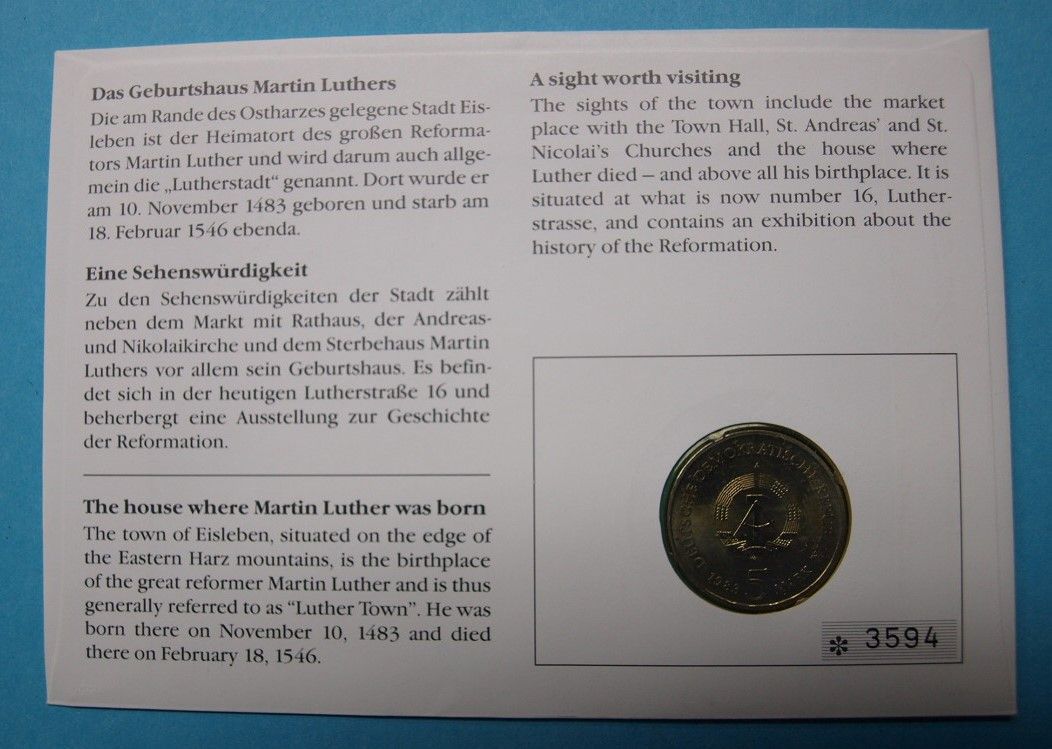 Das Geburtshaus Martin Luthers
Die am Rande des Ostharzes gelegene Stadt Eis-
leben ist der Heimatort des großen Reforma-
tors Martin Luther und wird darum auch allge-
mein die „Lutherstadt“ genannt. Dort wurde er
am 10. November 1483 geboren und starb am
18. Februar 1546 ebenda.
Eine Sehenswürdigkeit
Zu den Sehenswürdigkeiten der Stadt zählt
neben dem Markt mit Rathaus, der Andreas-
und Nikolaikirche und dem Sterbehaus Martin
Luthers vor allem sein Geburtshaus. Es befin-
det sich in der heutigen Lutherstraße 16 und
beherbergt eine Ausstellung zur Geschichte
der Reformation.
The house where Martin Luther was born
The town of Eisleben, situated on the edge of
the Eastern Harz mountains, is the birthplace
of the great reformer Martin Luther and is thus
generally referred to as “Luther Town”. He was
born there on November 10, 1483 and died
there on February 18, 1546.
A sight worth visiting
The sights of the town include the market
place with the Town Hall, St. Andreas’ and St.
Nicolai’s Churches and the house where
Luther died – and above all his birthplace. It is
situated at what is now number 16, Luther-
strasse, and contains an exhibition about the
history of the Reformation.
DEUTSCHE DEMOKRATISCHE REPUBLIK
1983 5 MARK
* 3594